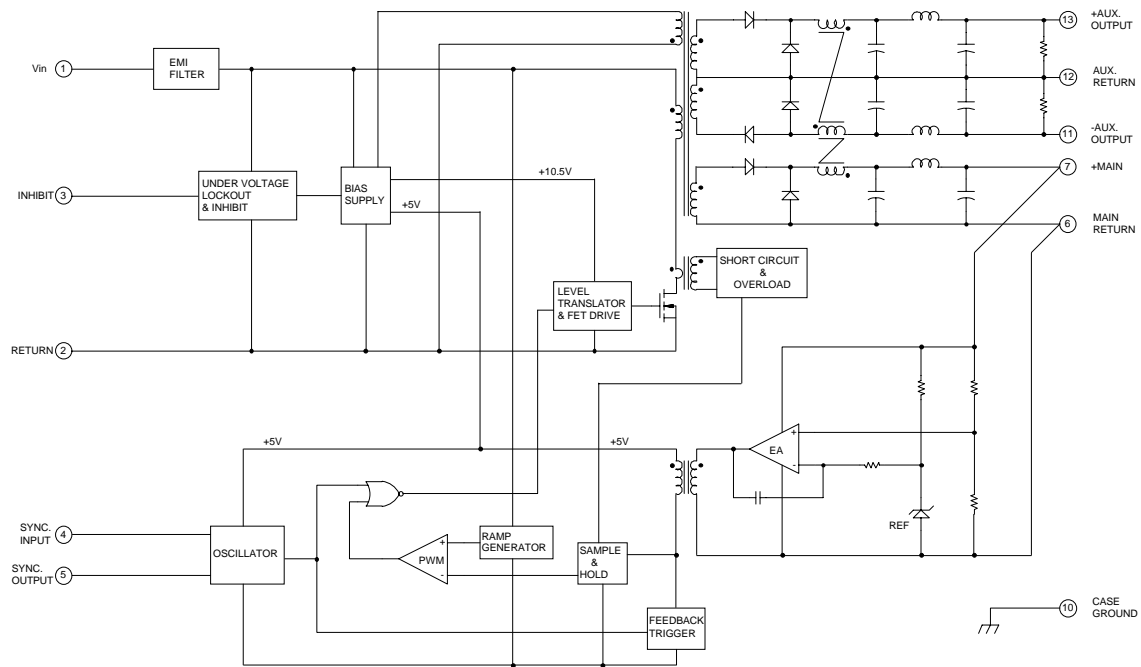 13
+AUX.
OUTPUT
EMI
FILTER
Vin
1
12
AUX.
RETURN
11
-AUX.
OUTPUT
7
+MAIN
+10.5V
INHIBIT
3
UNDER VOLTAGE
LOCKOUT
& INHIBIT
BIAS
SUPPLY
+5V
6
MAIN
RETURN
SHORT CIRCUIT
&
OVERLOAD
LEVEL
TRANSLATOR
& FET DRIVE
RETURN
2
+5V
+5V
+
EA
-
REF
SYNC.
INPUT
4
OSCILLATOR
+
PWM
-
RAMP
GENERATOR
SAMPLE
&
HOLD
SYNC.
OUTPUT
5
FEEDBACK
TRIGGER
10
CASE
GROUND